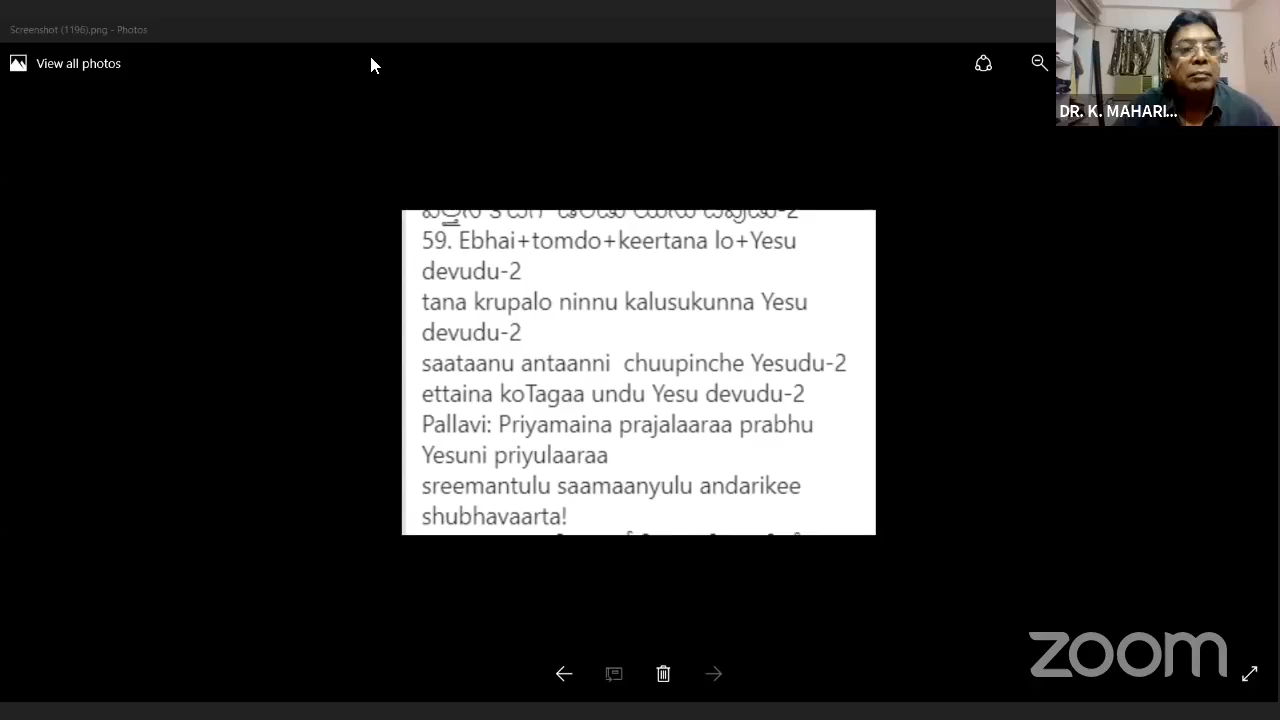 Screenshot (1196).png - Photos
View all photos
DR. K. MAHARI...
59. Ebhai+tomdo+keertana lo+Yesu
devudu-2
tana krupalo ninnu kalusukunna Yesu
devudu-2
saataanu antaanni  chuupinche Yesudu-2
ettaina koTagaa undu Yesu devudu-2
Pallavi: Priyamaina prajalaaraa prabhu
Yesuni priyulaaraa
sreemantulu saamaanyulu andarikee
shubhavaarta!
zoom